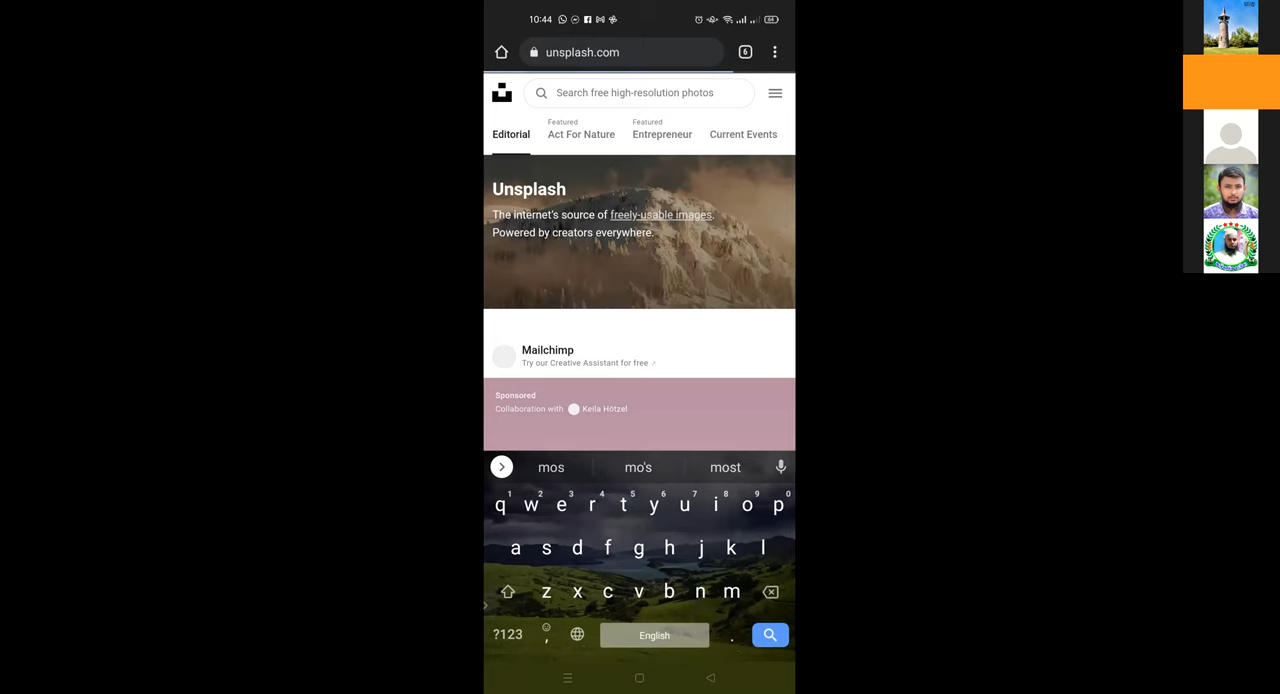 10:44
64
unsplash.com
6
Search free high-resolution photos
Featured
Featured
Editorial
Act For Nature
Entrepreneur
Current Events
Unsplash
The internet's source of freely-usable images.
Powered by creators everywhere.
Mailchimp
Try our Creative Assistant for free
Sponsored
Collaboration with Keila Hötzel
mos mo's most
1 2 3 4 5 6 7 8 9 0
q w e r t y u i o p
a s d f g h j k l
z x c v b n m
?123 , English .